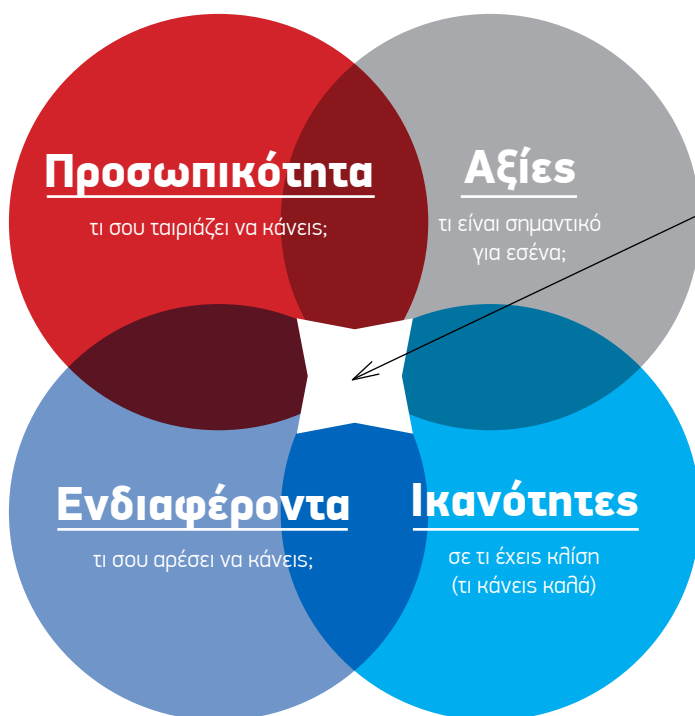 Προσωπικότητα
τι σου ταιριάζει να κάνεις;
Αξίες
τι είναι σημαντικό
για εσένα;
Ενδιαφέροντα
τι σου αρέσει να κάνεις;
Ικανότητες
σε τι έχεις κλίση
(τι κάνεις καλά)